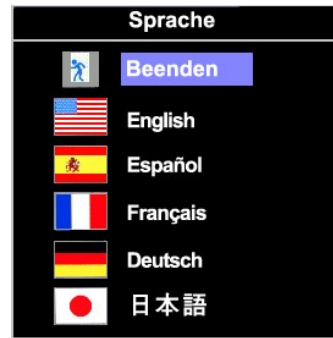 Sprache
Beenden
English
Español
Français
Deutsch
日本語